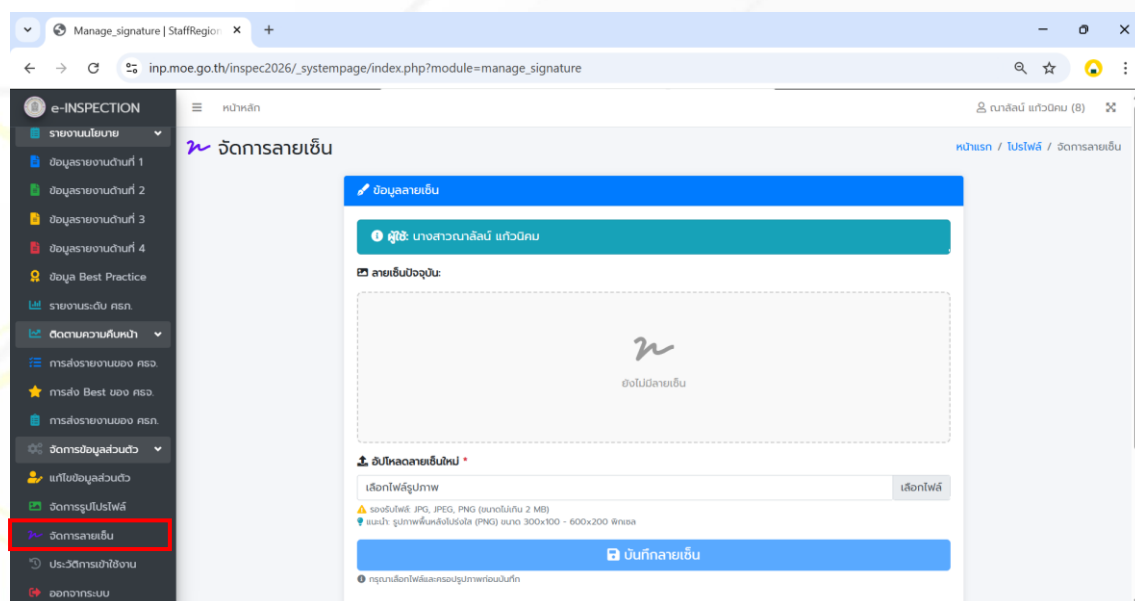 Manage_signature | StaffRegion
inp.moe.go.th/inspec2026/_systempage/index.php?module=manage_signature
e-INSPECTION
หน้าหลัก
ณาลัลน์ แก้วนิคม (8)
รายงานนโยบาย
ข้อมูลรายงานด้านที่ 1
ข้อมูลรายงานด้านที่ 2
ข้อมูลรายงานด้านที่ 3
ข้อมูลรายงานด้านที่ 4
ข้อมูล Best Practice
รายงานระดับ ศธภ.
ติดตามความคืบหน้า
การส่งรายงานของ ศธจ.
การส่ง Best ของ ศธจ.
การส่งรายงานของ ศธภ.
จัดการข้อมูลส่วนตัว
แก้ไขข้อมูลส่วนตัว
จัดการรูปโปรไฟล์
จัดการลายเซ็น
ประวัติการเข้าใช้งาน
ออกจากระบบ
จัดการลายเซ็น
หน้าแรก / โปรไฟล์ / จัดการลายเซ็น
ข้อมูลลายเซ็น
ผู้ใช้: นางสาวณาลัลน์ แก้วนิคม
ลายเซ็นปัจจุบัน:
ยังไม่มีลายเซ็น
อัปโหลดลายเซ็นใหม่ *
เลือกไฟล์รูปภาพ เลือกไฟล์
รองรับไฟล์: JPG, JPEG, PNG (ขนาดไม่เกิน 2 MB)
แนะนำ: รูปภาพพื้นหลังโปร่งใส (PNG) ขนาด 300x100 - 600x200 พิกเซล
บันทึกลายเซ็น
กรุณาเลือกไฟล์และครอปรูปภาพก่อนบันทึก